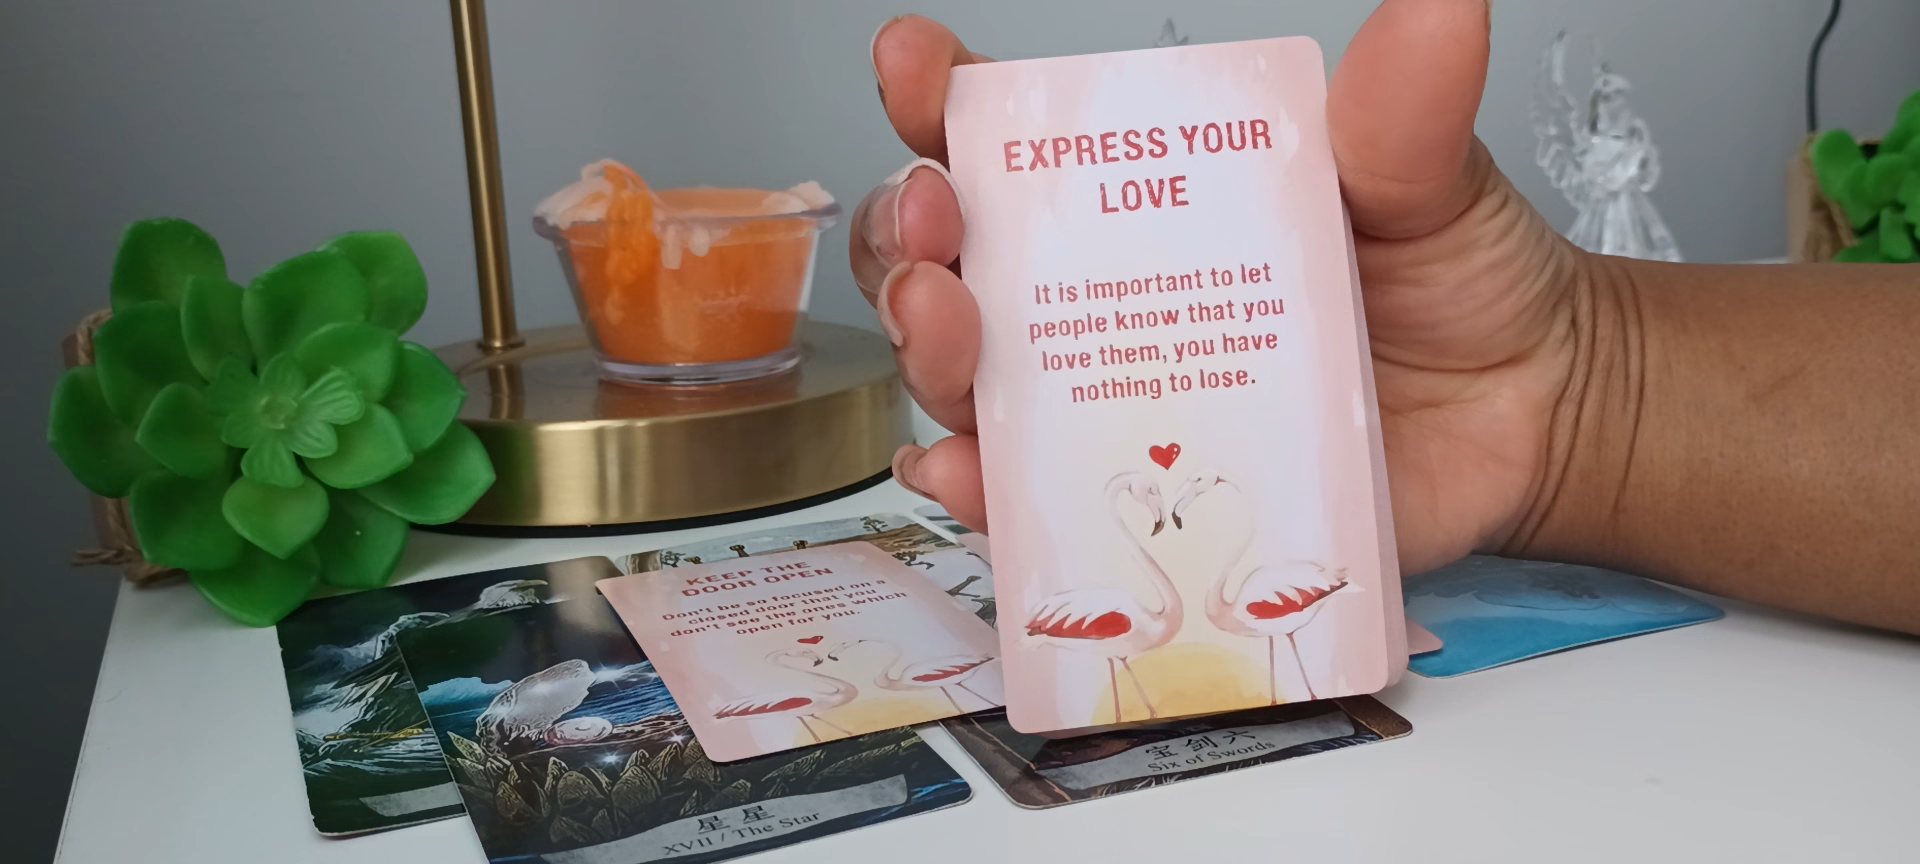 EXPRESS YOUR
LOVE
It is important to let
people know that you
love them, you have
nothing to lose.
KEEP THE
DOOR OPEN
Don't be so focused on a
closed door that you
don't see the ones which
open for you.
星 星
XVII / The Star
宝 剑 六
Six of Swords